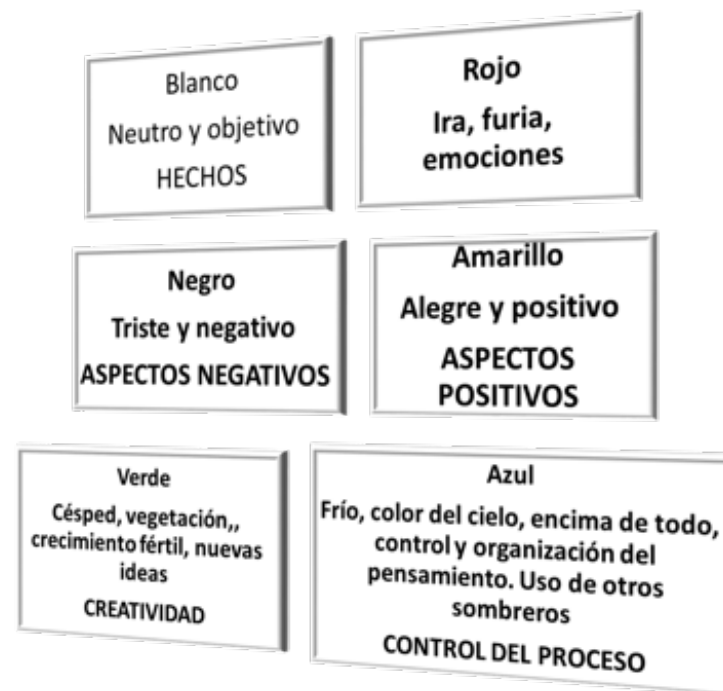 Blanco
Neutro y objetivo
HECHOS
Rojo
Ira, furia,
emociones
Negro
Triste y negativo
ASPECTOS NEGATIVOS
Amarillo
Alegre y positivo
ASPECTOS
POSITIVOS
Verde
Césped, vegetación,,
crecimiento fértil, nuevas
ideas
CREATIVIDAD
Azul
Frío, color del cielo, encima de todo,
control y organización del
pensamiento. Uso de otros
sombreros
CONTROL DEL PROCESO